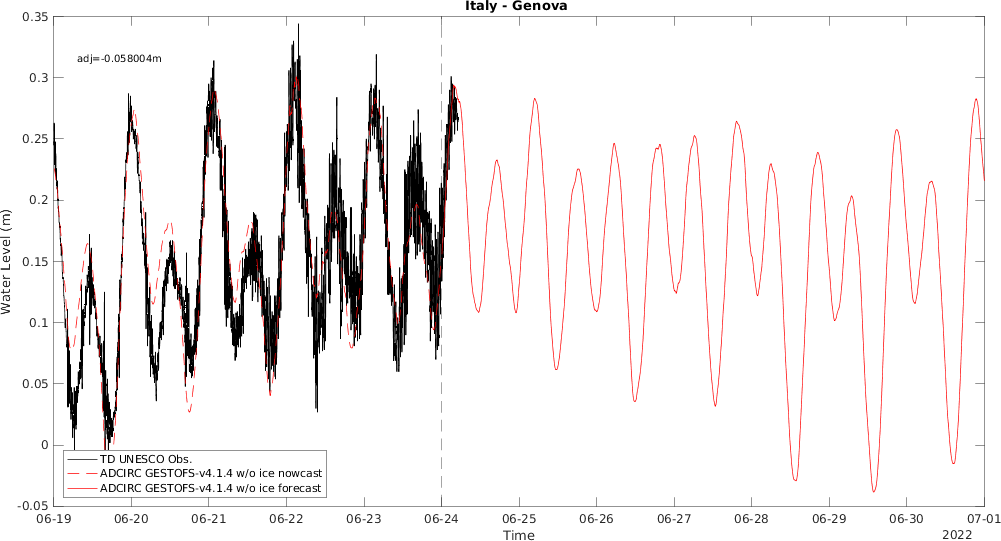 Italy - Genova
0.35
0.3
0.25
0.2
0.15
0.1
0.05
0
-0.05
Water Level (m)
adj=-0.058004m
TD UNESCO Obs.
ADCIRC GESTOFS-v4.1.4 w/o ice nowcast
ADCIRC GESTOFS-v4.1.4 w/o ice forecast
06-19 06-20 06-21 06-22 06-23 06-24 06-25 06-26 06-27 06-28 06-29 06-30 07-01
Time
2022